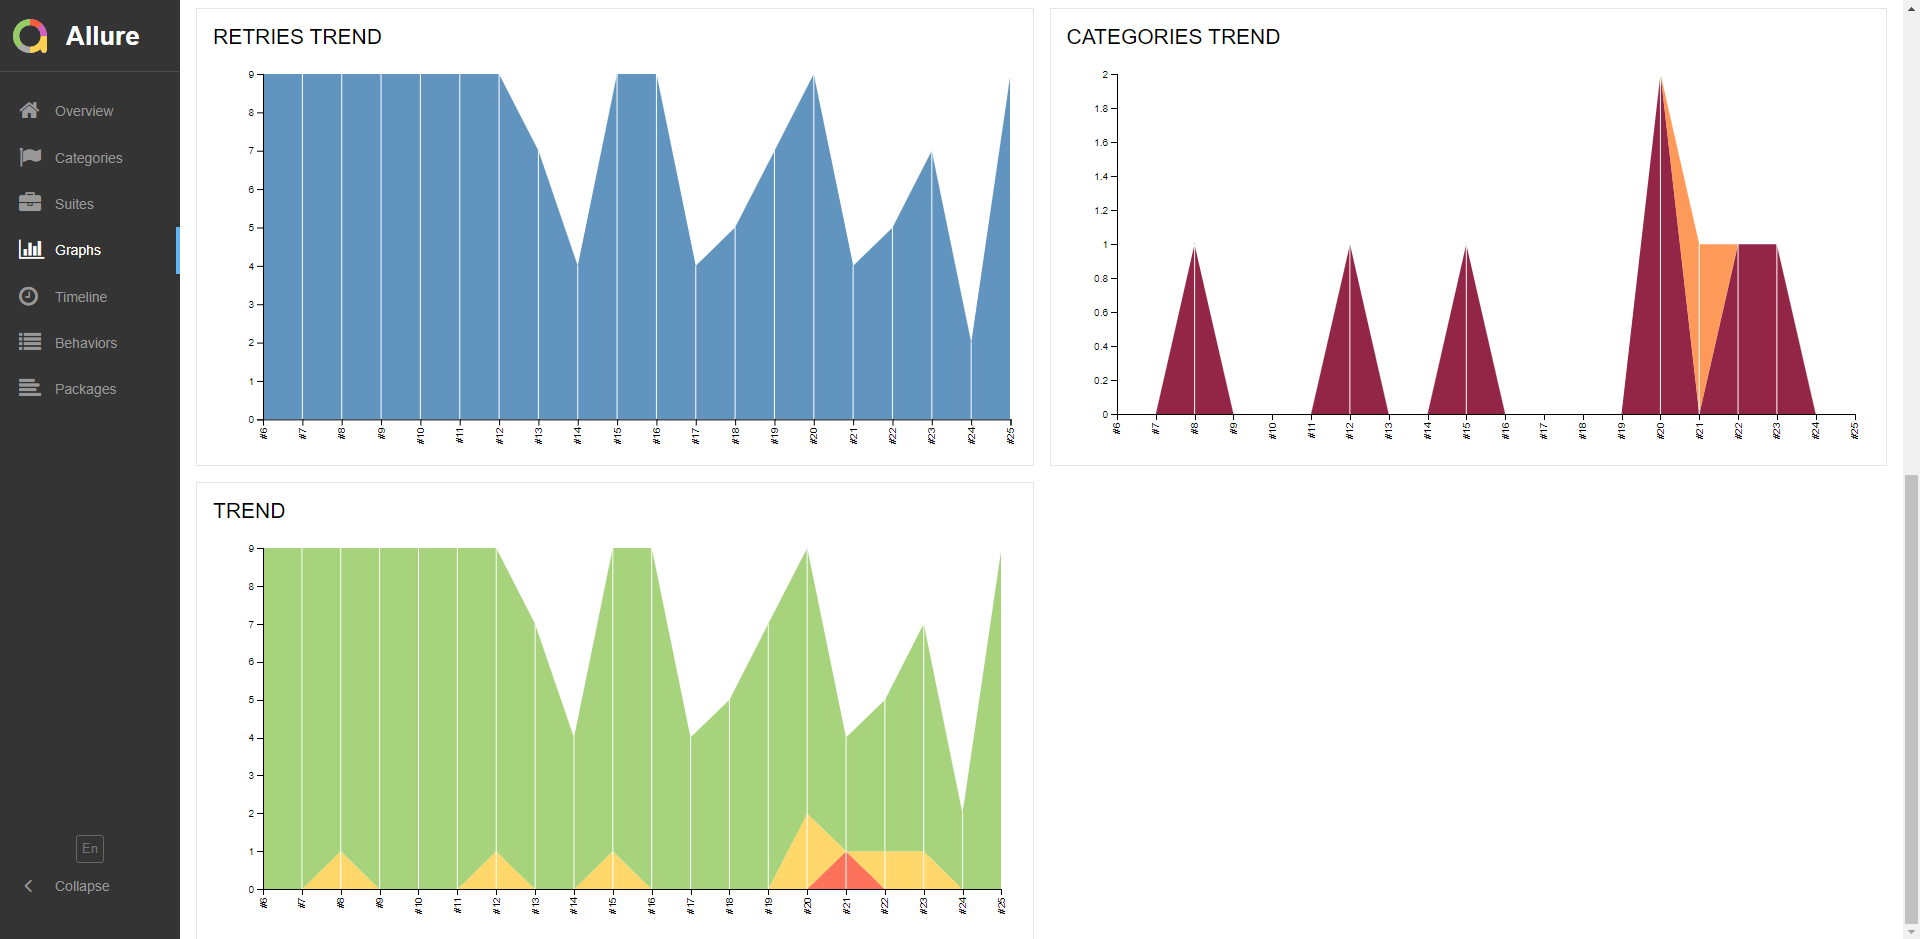 Allure
Overview
Categories
Suites
Graphs
Timeline
Behaviors
Packages
En
Collapse
RETRIES TREND
9
8
7
6
5
4
3
2
1
0
#6 #7 #8 #9 #10 #11 #12 #13 #14 #15 #16 #17 #18 #19 #20 #21 #22 #23 #24 #25
CATEGORIES TREND
2
1.8
1.6
1.4
1.2
1
0.8
0.6
0.4
0.2
0
#6 #7 #8 #9 #10 #11 #12 #13 #14 #15 #16 #17 #18 #19 #20 #21 #22 #23 #24 #25
TREND
9
8
7
6
5
4
3
2
1
0
#6 #7 #8 #9 #10 #11 #12 #13 #14 #15 #16 #17 #18 #19 #20 #21 #22 #23 #24 #25